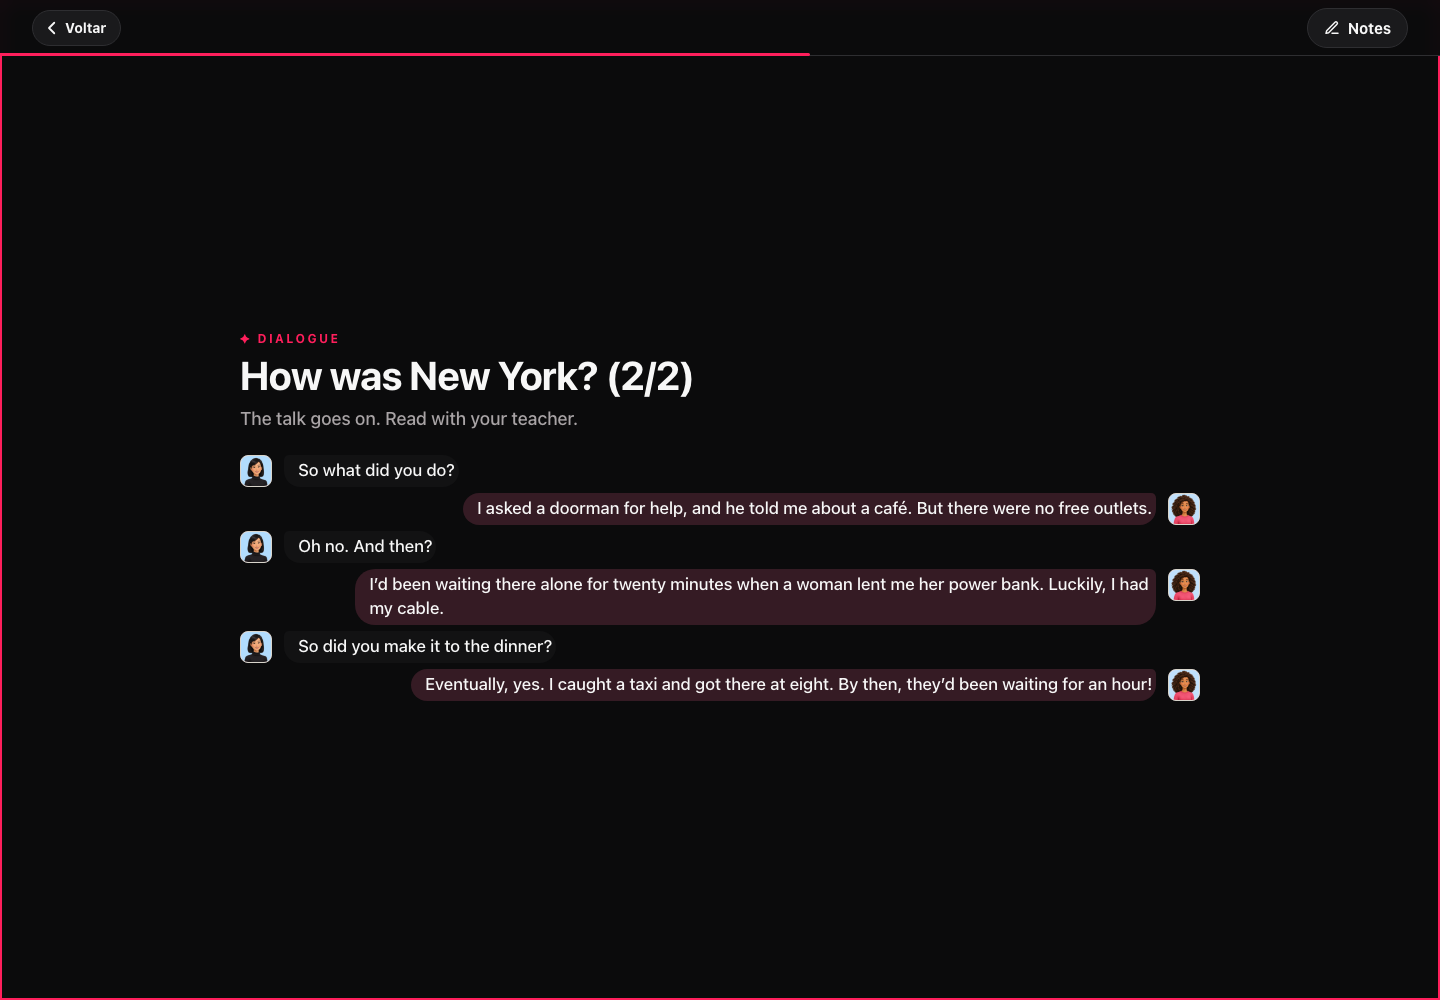 Voltar
Notes
DIALOGUE
How was New York? (2/2)
The talk goes on. Read with your teacher.
So what did you do?
I asked a doorman for help, and he told me about a café. But there were no free outlets.
Oh no. And then?
I’d been waiting there alone for twenty minutes when a woman lent me her power bank. Luckily, I had
my cable.
So did you make it to the dinner?
Eventually, yes. I caught a taxi and got there at eight. By then, they’d been waiting for an hour!